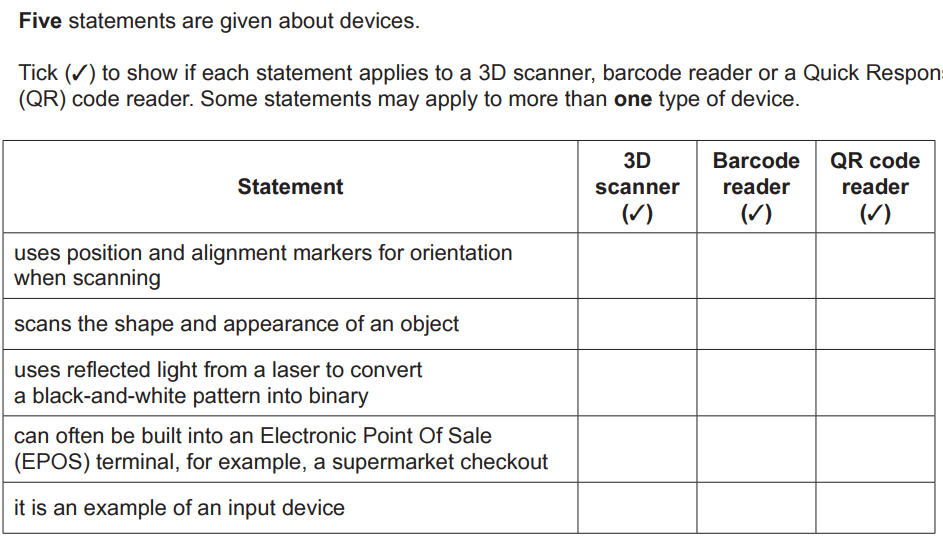 Five statements are given about devices.
Tick (✓) to show if each statement applies to a 3D scanner, barcode reader or a Quick Respon
(QR) code reader. Some statements may apply to more than one type of device.
Statement
3D
scanner
(✓)
Barcode
reader
(✓)
QR code
reader
(✓)
uses position and alignment markers for orientation
when scanning
scans the shape and appearance of an object
uses reflected light from a laser to convert
a black-and-white pattern into binary
can often be built into an Electronic Point Of Sale
(EPOS) terminal, for example, a supermarket checkout
it is an example of an input device